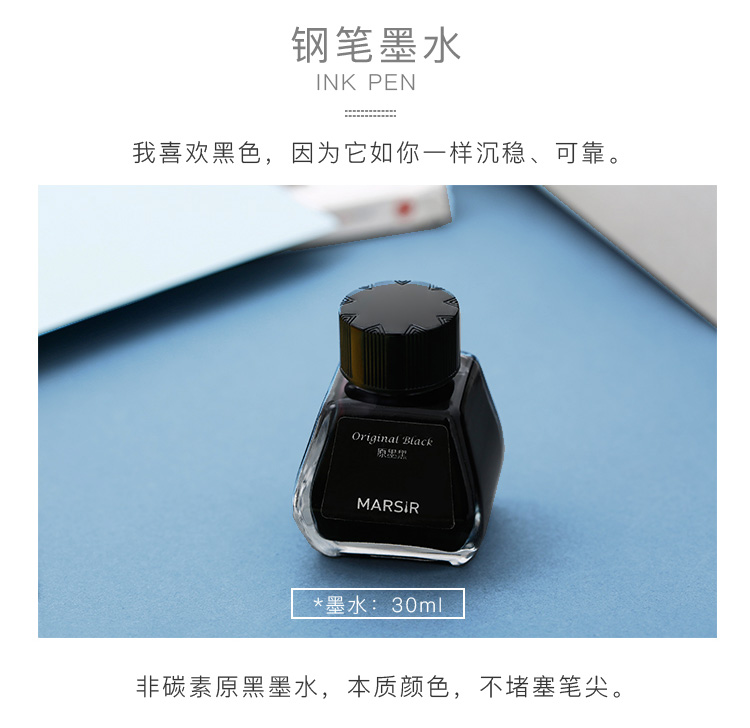 钢笔墨水
INK PEN
我喜欢黑色，因为它如你一样沉稳、可靠。
Original Black
MARSiR
*墨水：30ml
非碳素原黑墨水，本质颜色，不堵塞笔尖。